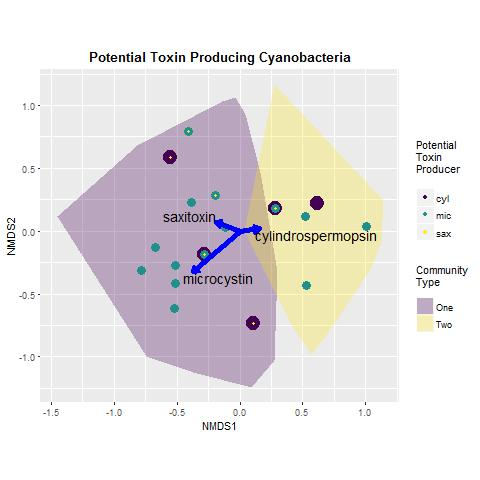 Potential Toxin Producing Cyanobacteria
NMDS2
1.0
0.5
0.0
-0.5
-1.0
saxitoxin
cylindrospermopsin
microcystin
-1.5
-1.0
-0.5
0.0
0.5
1.0
NMDS1
Potential
Toxin
Producer
cyl
mic
sax
Community
Type
One
Two